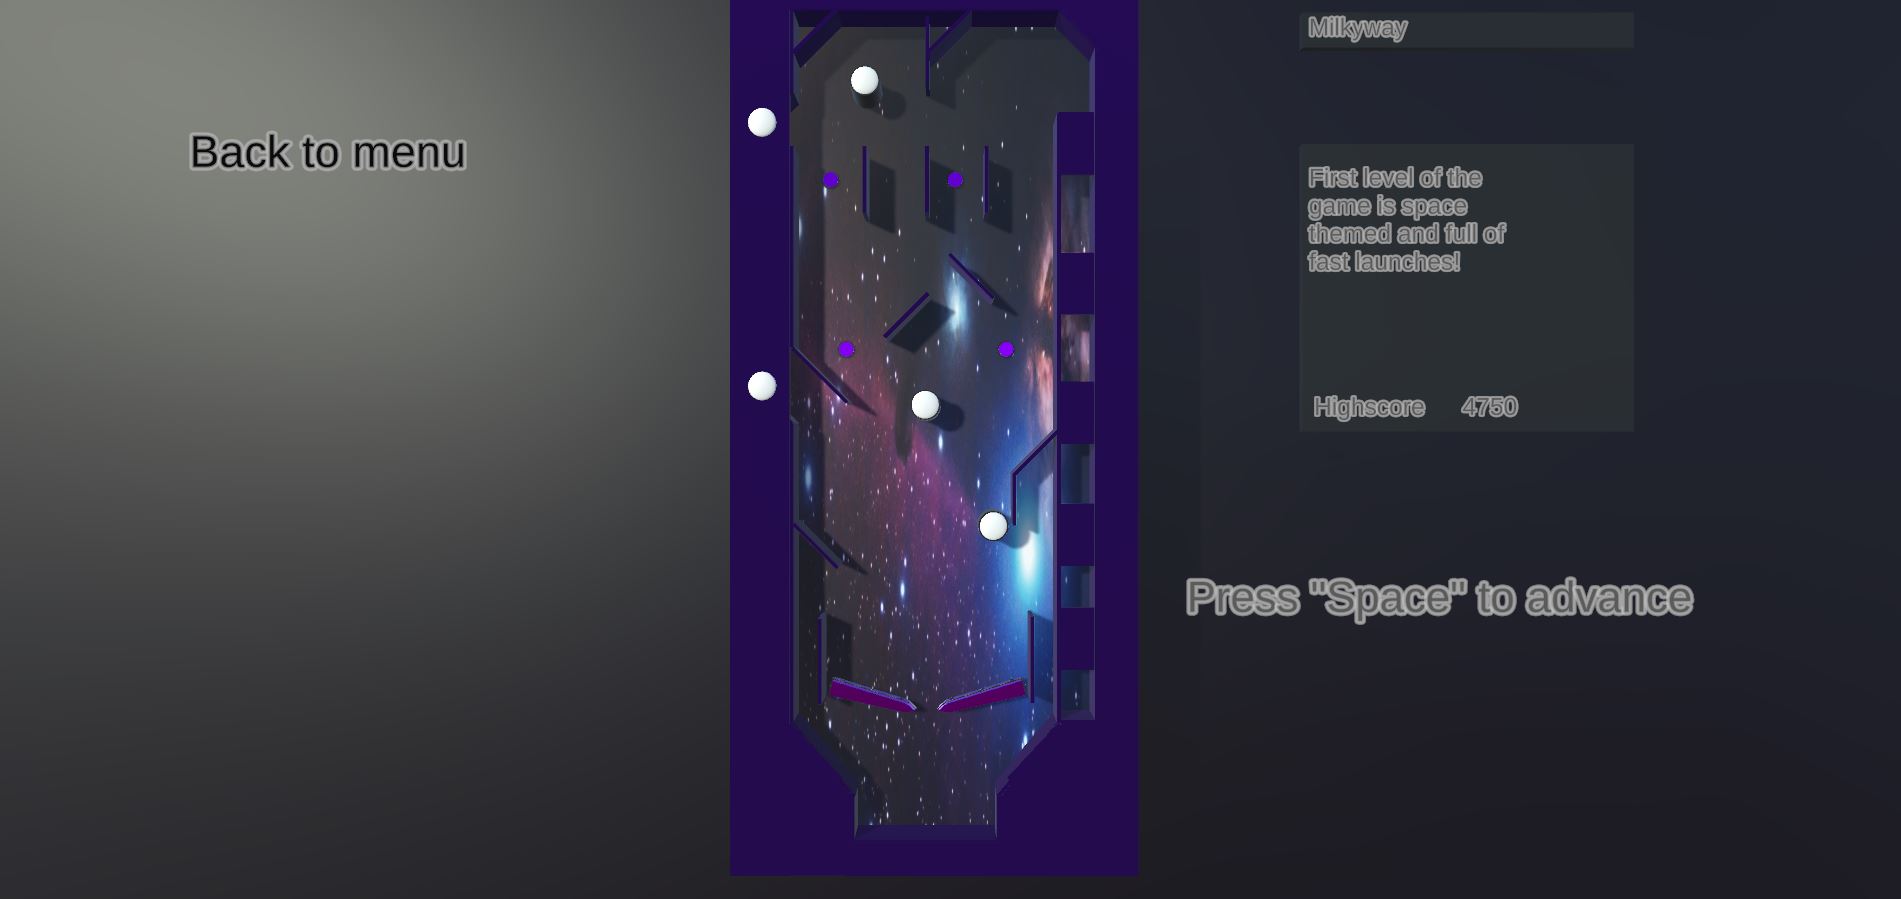 Back to menu
Milkyway
First level of the
game is space
themed and full of
fast launches!
Highscore 4750
Press "Space" to advance